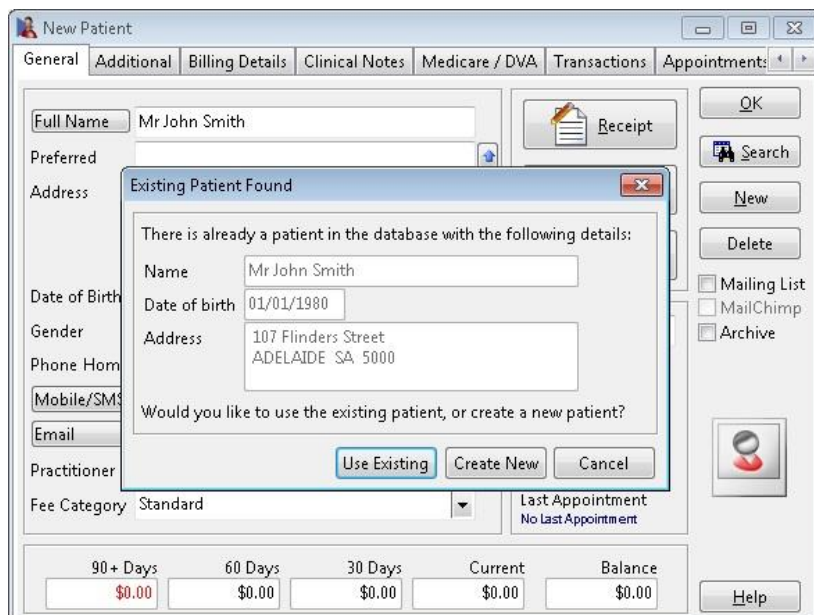 New Patient
General Additional Billing Details Clinical Notes Medicare / DVA Transactions Appointment
Full Name Mr John Smith
Preferred
Address
Date of Birth
Gender
Phone Hom
Mobile/SMS
Email
Practitioner
Fee Category Standard
Receipt
OK
Search
New
Delete
Mailing List
MailChimp
Archive
Existing Patient Found
There is already a patient in the database with the following details:
Name Mr John Smith
Date of birth 01/01/1980
Address 107 Flinders Street
ADELAIDE SA 5000
Would you like to use the existing patient, or create a new patient?
Use Existing Create New Cancel
Last Appointment
No Last Appointment
90+ Days 60 Days 30 Days Current Balance
$0.00 $0.00 $0.00 $0.00 $0.00
Help